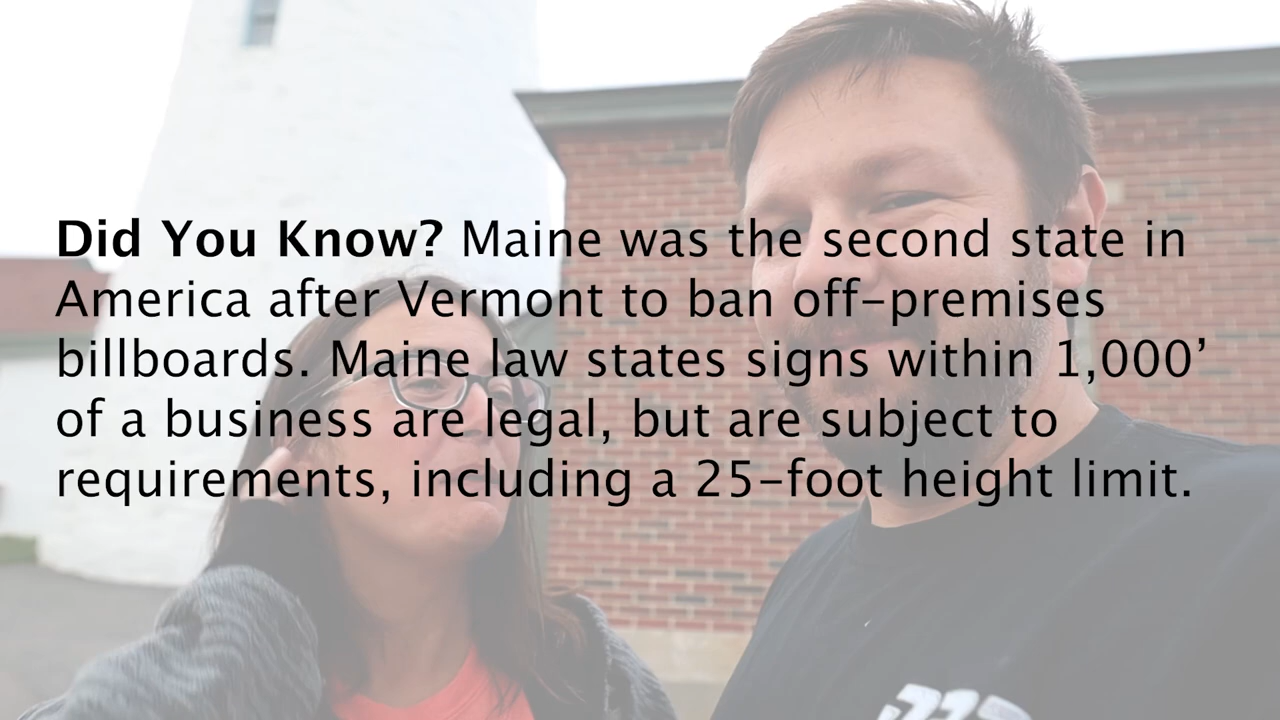 Did You Know? Maine was the second state in
America after Vermont to ban off–premises
billboards. Maine law states signs within 1,000’
of a business are legal, but are subject to
requirements, including a 25–foot height limit.